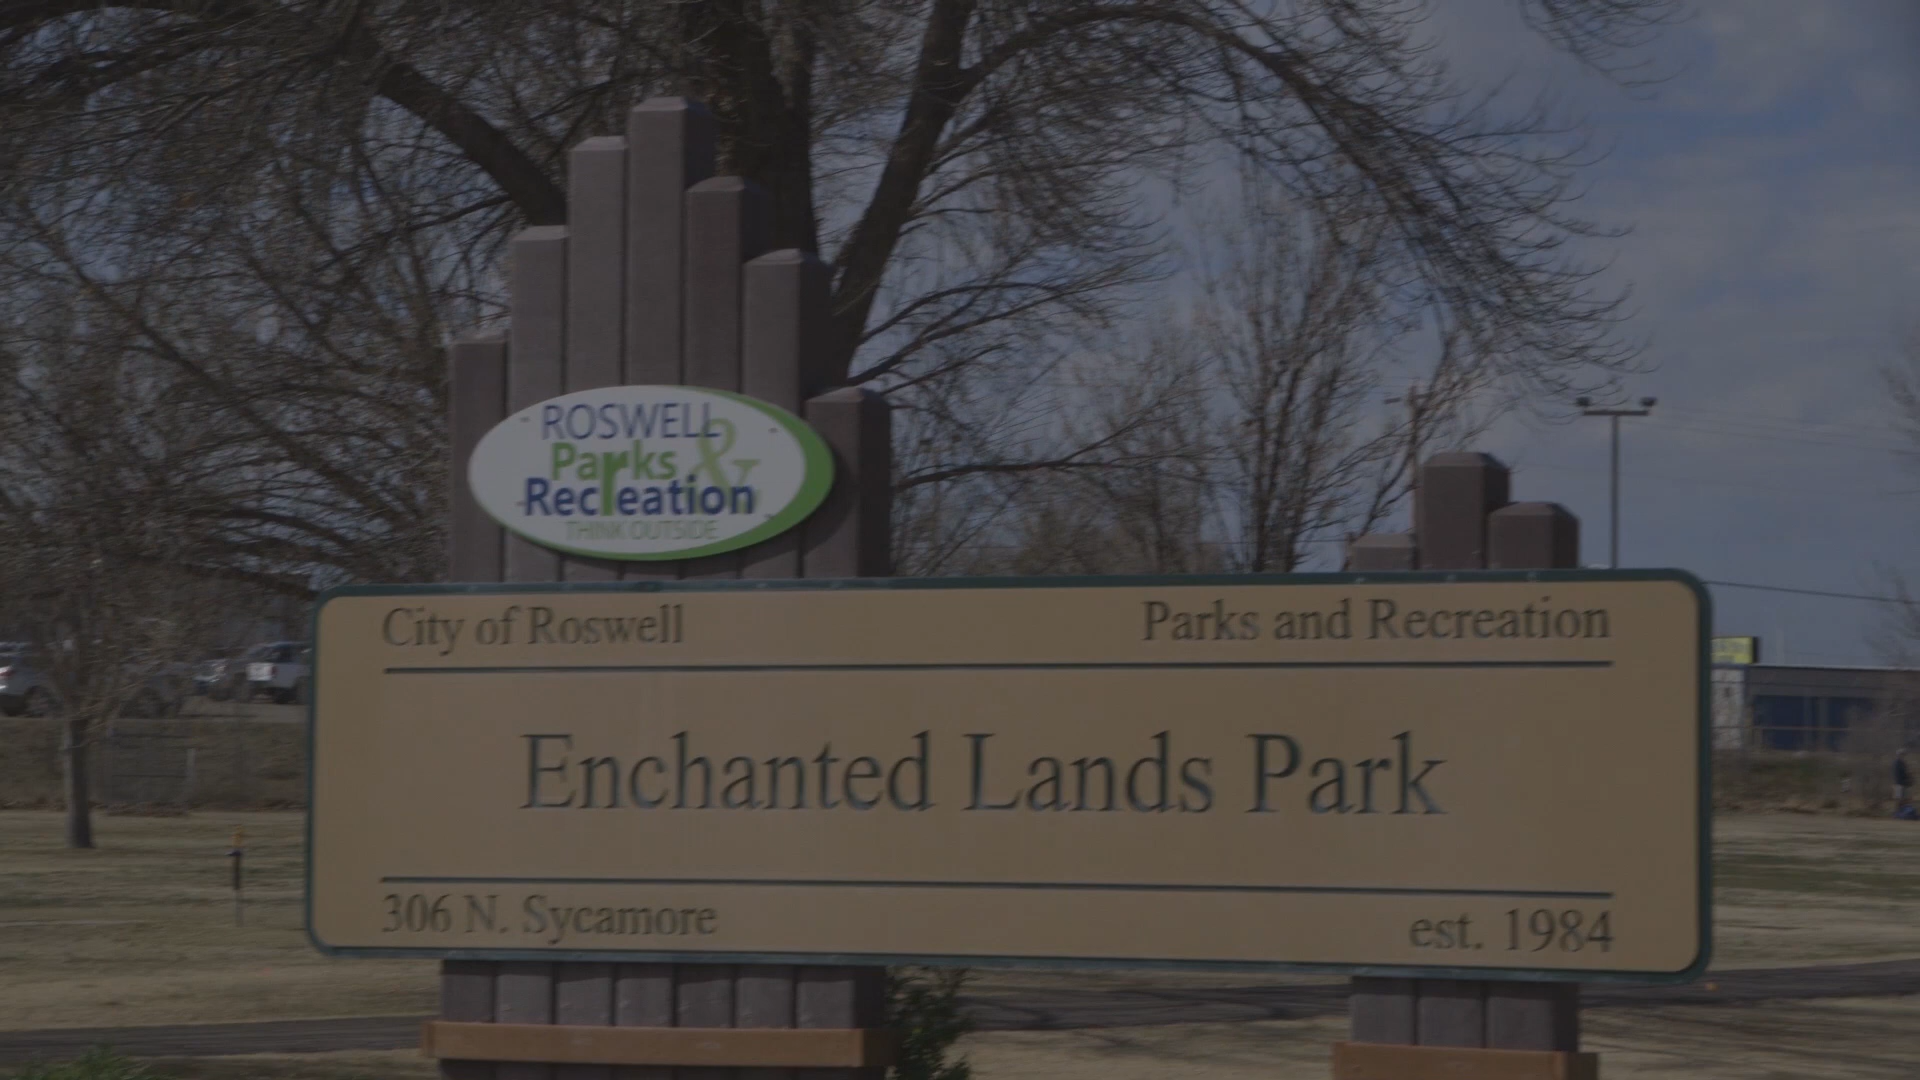 ROSWELL
Parks &
Recreation
THINK OUTSIDE
City of Roswell
Parks and Recreation
Enchanted Lands Park
306 N. Sycamore
est. 1984